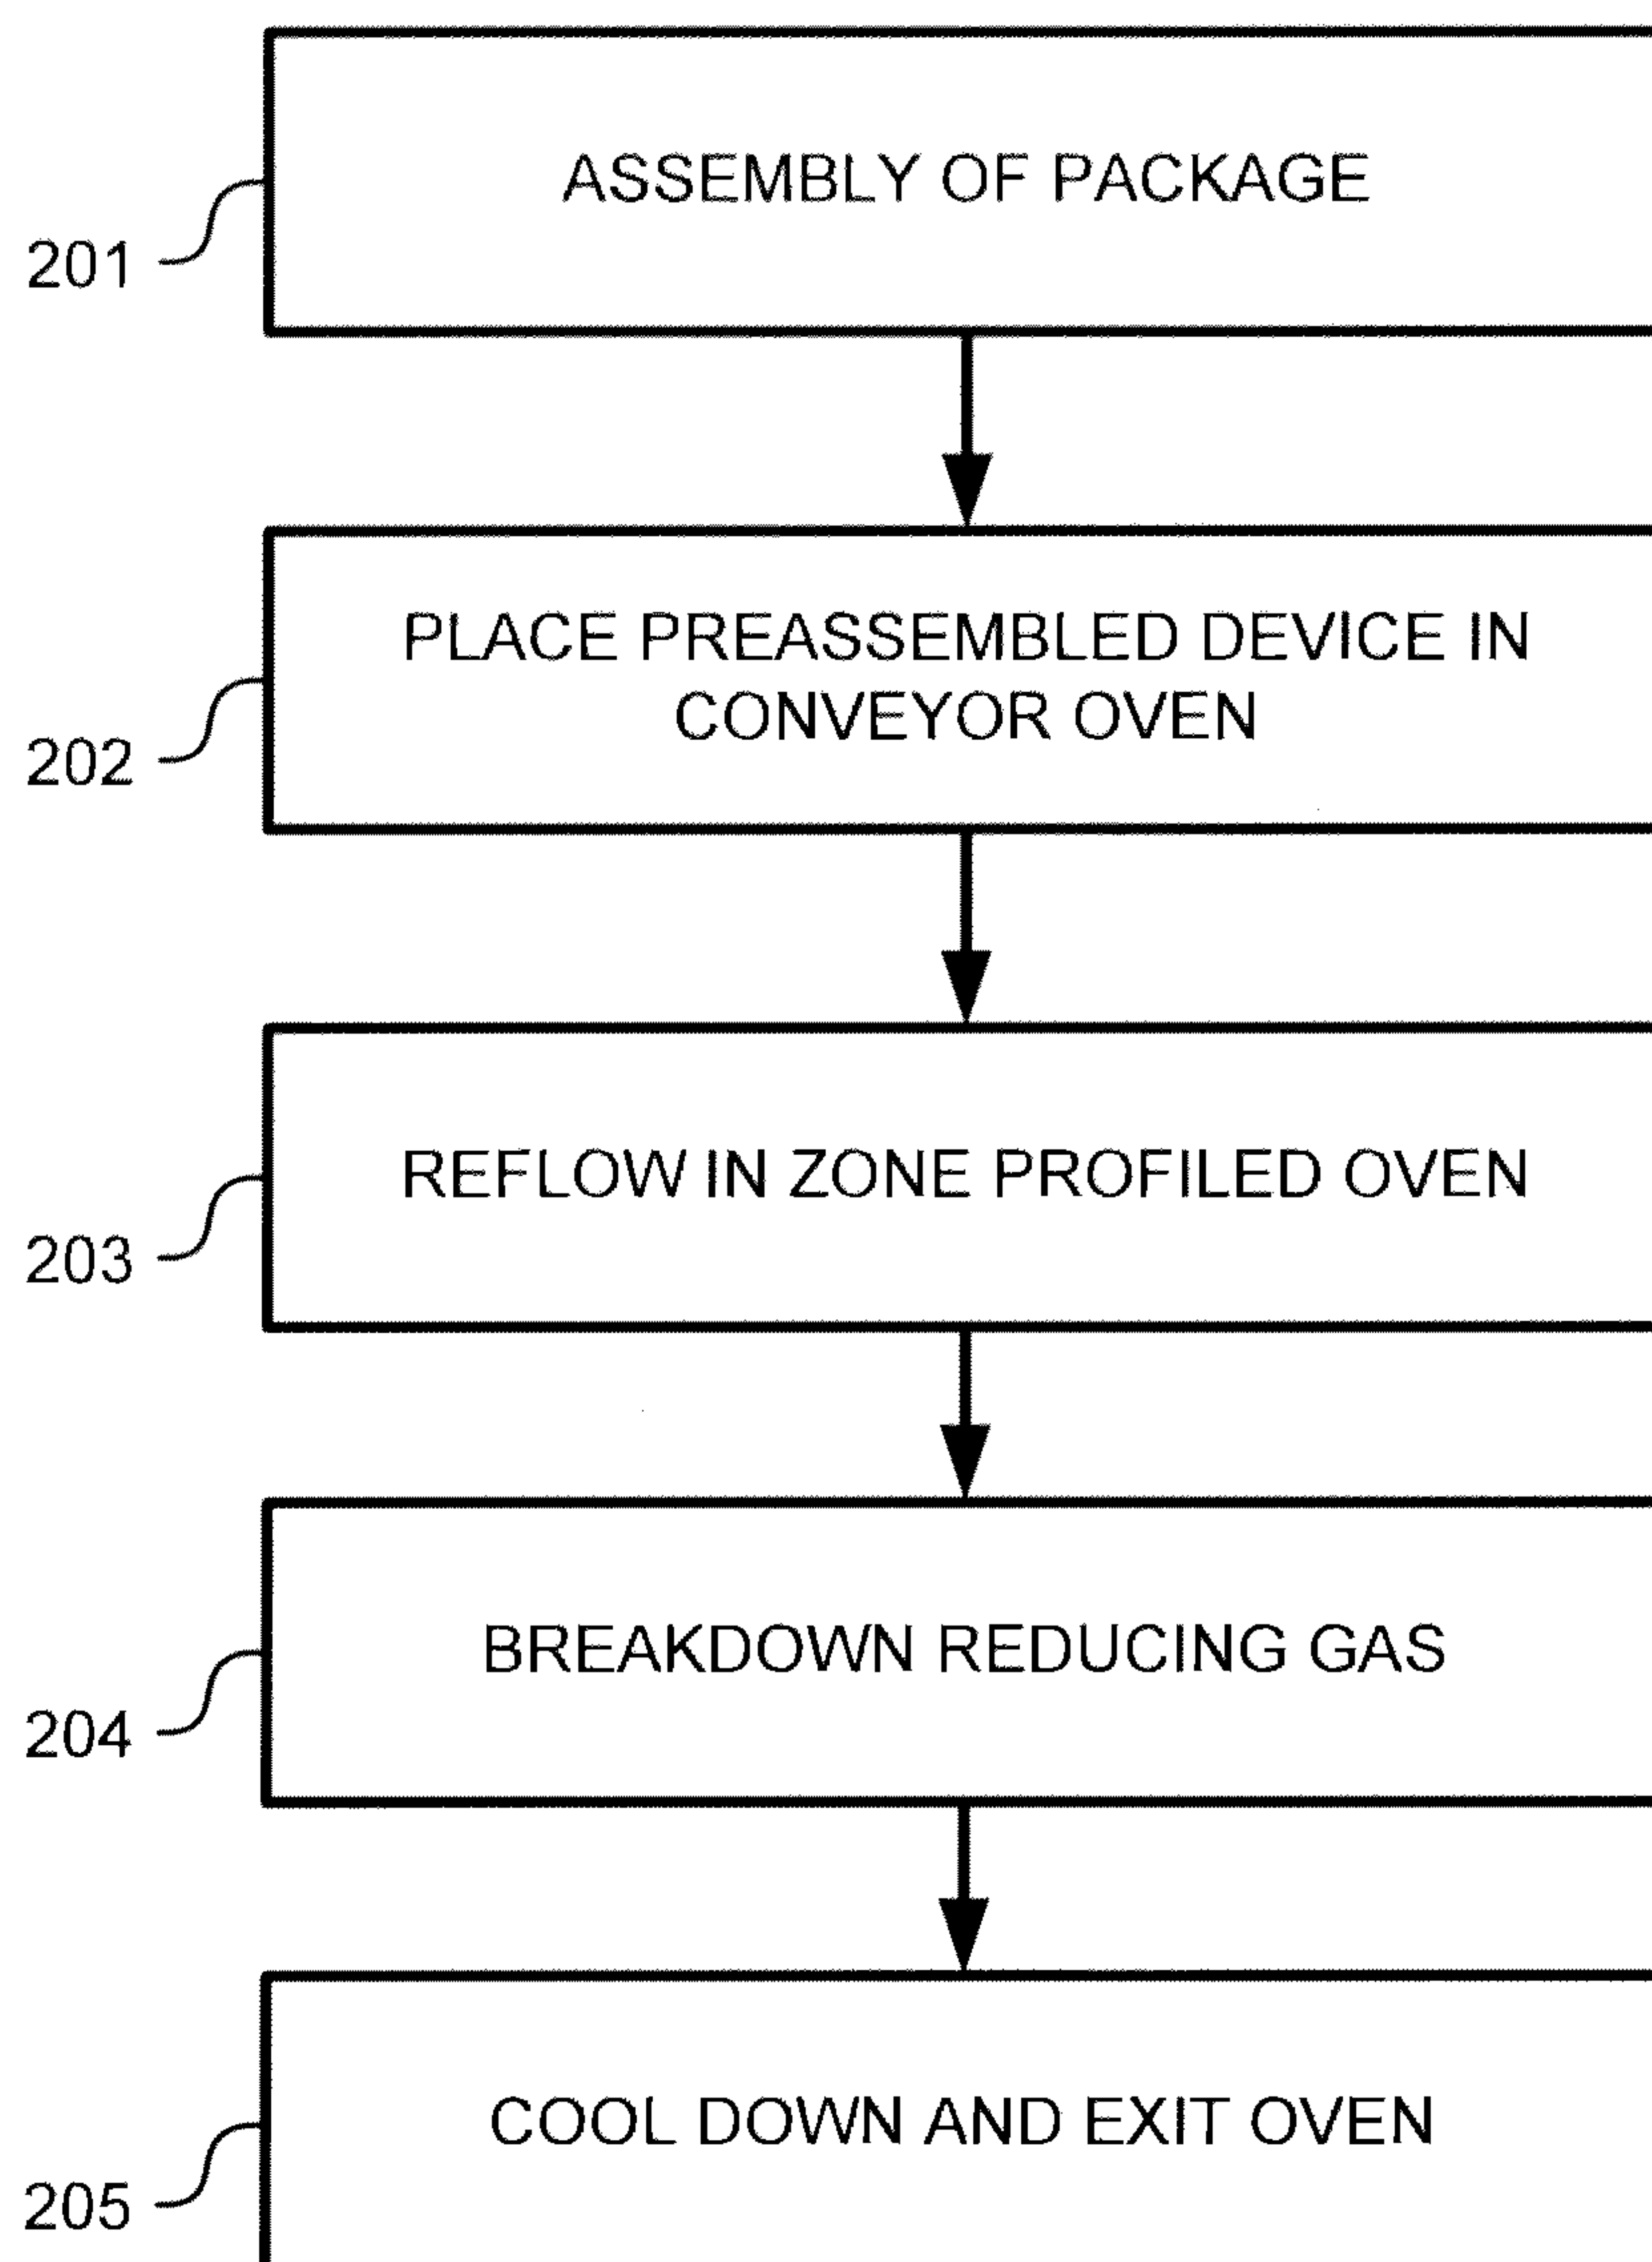 ASSEMBLY OF PACKAGE
201
PLACE PREASSEMBLED DEVICE IN
CONVEYOR OVEN
202
REFLOW IN ZONE PROFILED OVEN
203
BREAKDOWN REDUCING GAS
204
COOL DOWN AND EXIT OVEN
205